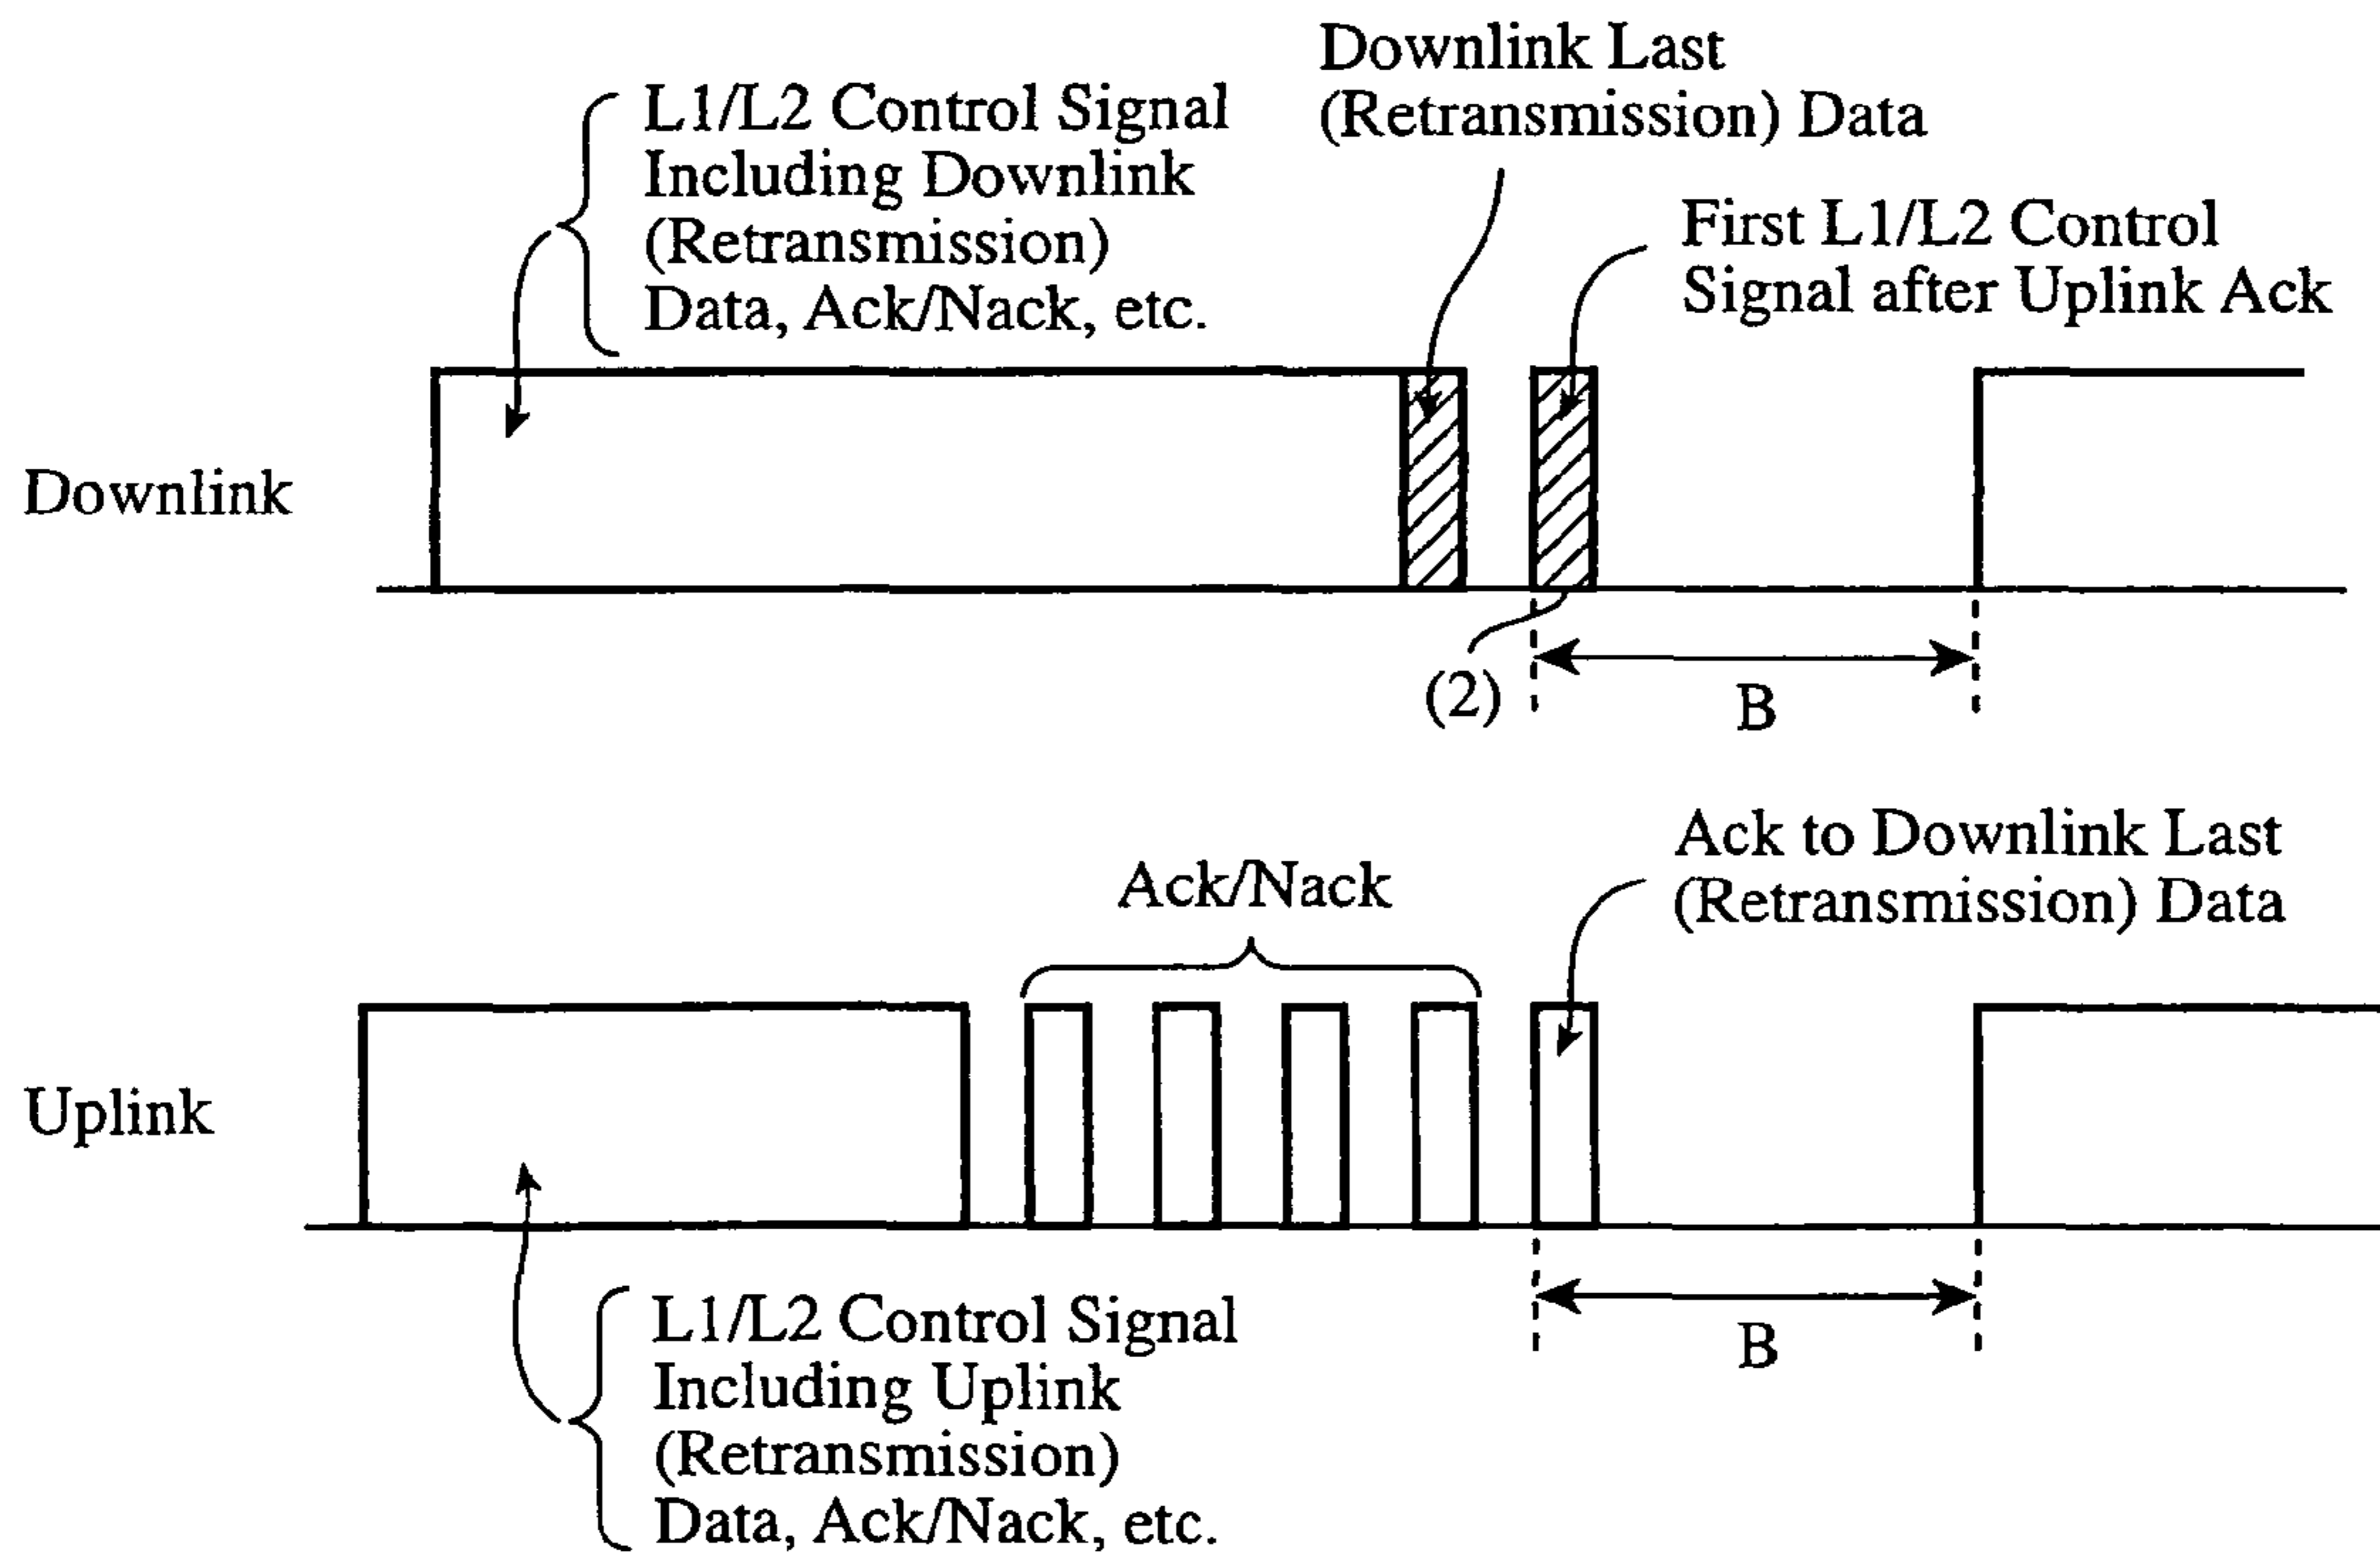 Downlink Last
(Retransmission) Data
L1/L2 Control Signal
Including Downlink
(Retransmission)
Data, Ack/Nack, etc.
First L1/L2 Control
Signal after Uplink Ack
Downlink
(2)
B
Ack to Downlink Last
(Retransmission) Data
Ack/Nack
Uplink
B
L1/L2 Control Signal
Including Uplink
(Retransmission)
Data, Ack/Nack, etc.